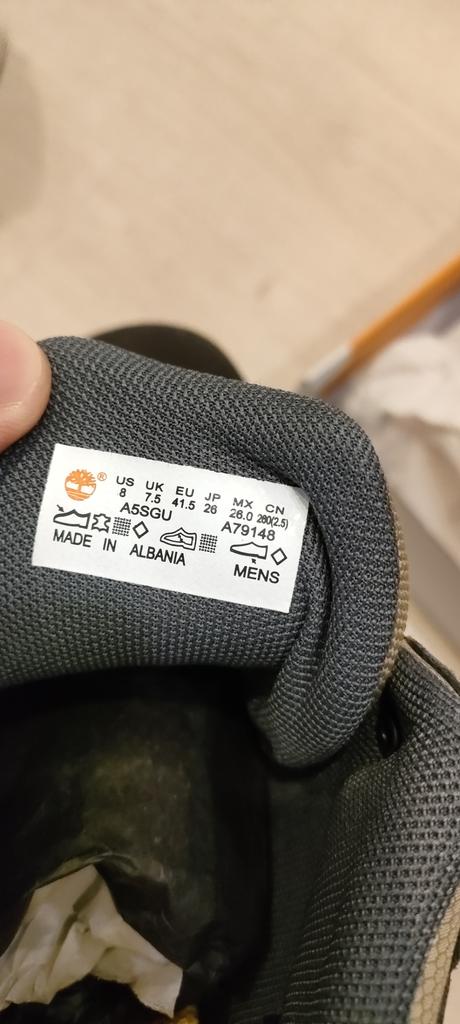 ®
US UK EU JP MX CN
8 7.5 41.5 26 26.0 260(2.5)
A5SGU A79148
MADE IN ALBANIA
MENS